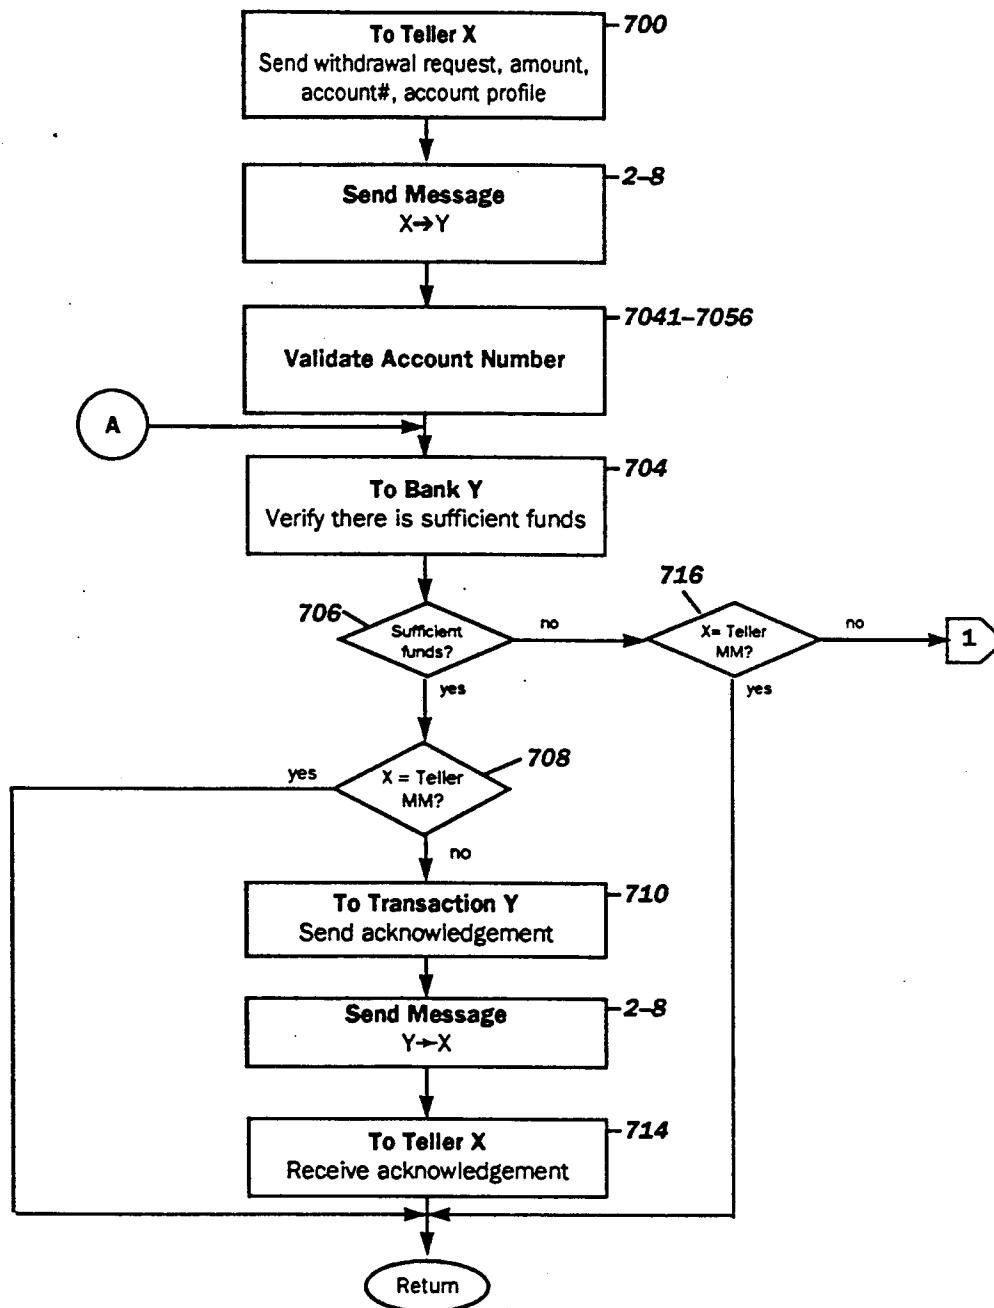 To Teller X
Send withdrawal request, amount,
account#, account profile
700
Send Message
X→Y
2–8
Validate Account Number
7041–7056
A
To Bank Y
Verify there is sufficient funds
704
706
Sufficient
funds?
no
716
X= Teller
MM?
no
1
yes
yes
yes
X = Teller
MM?
708
no
To Transaction Y
Send acknowledgement
710
Send Message
Y→X
2–8
To Teller X
Receive acknowledgement
714
Return